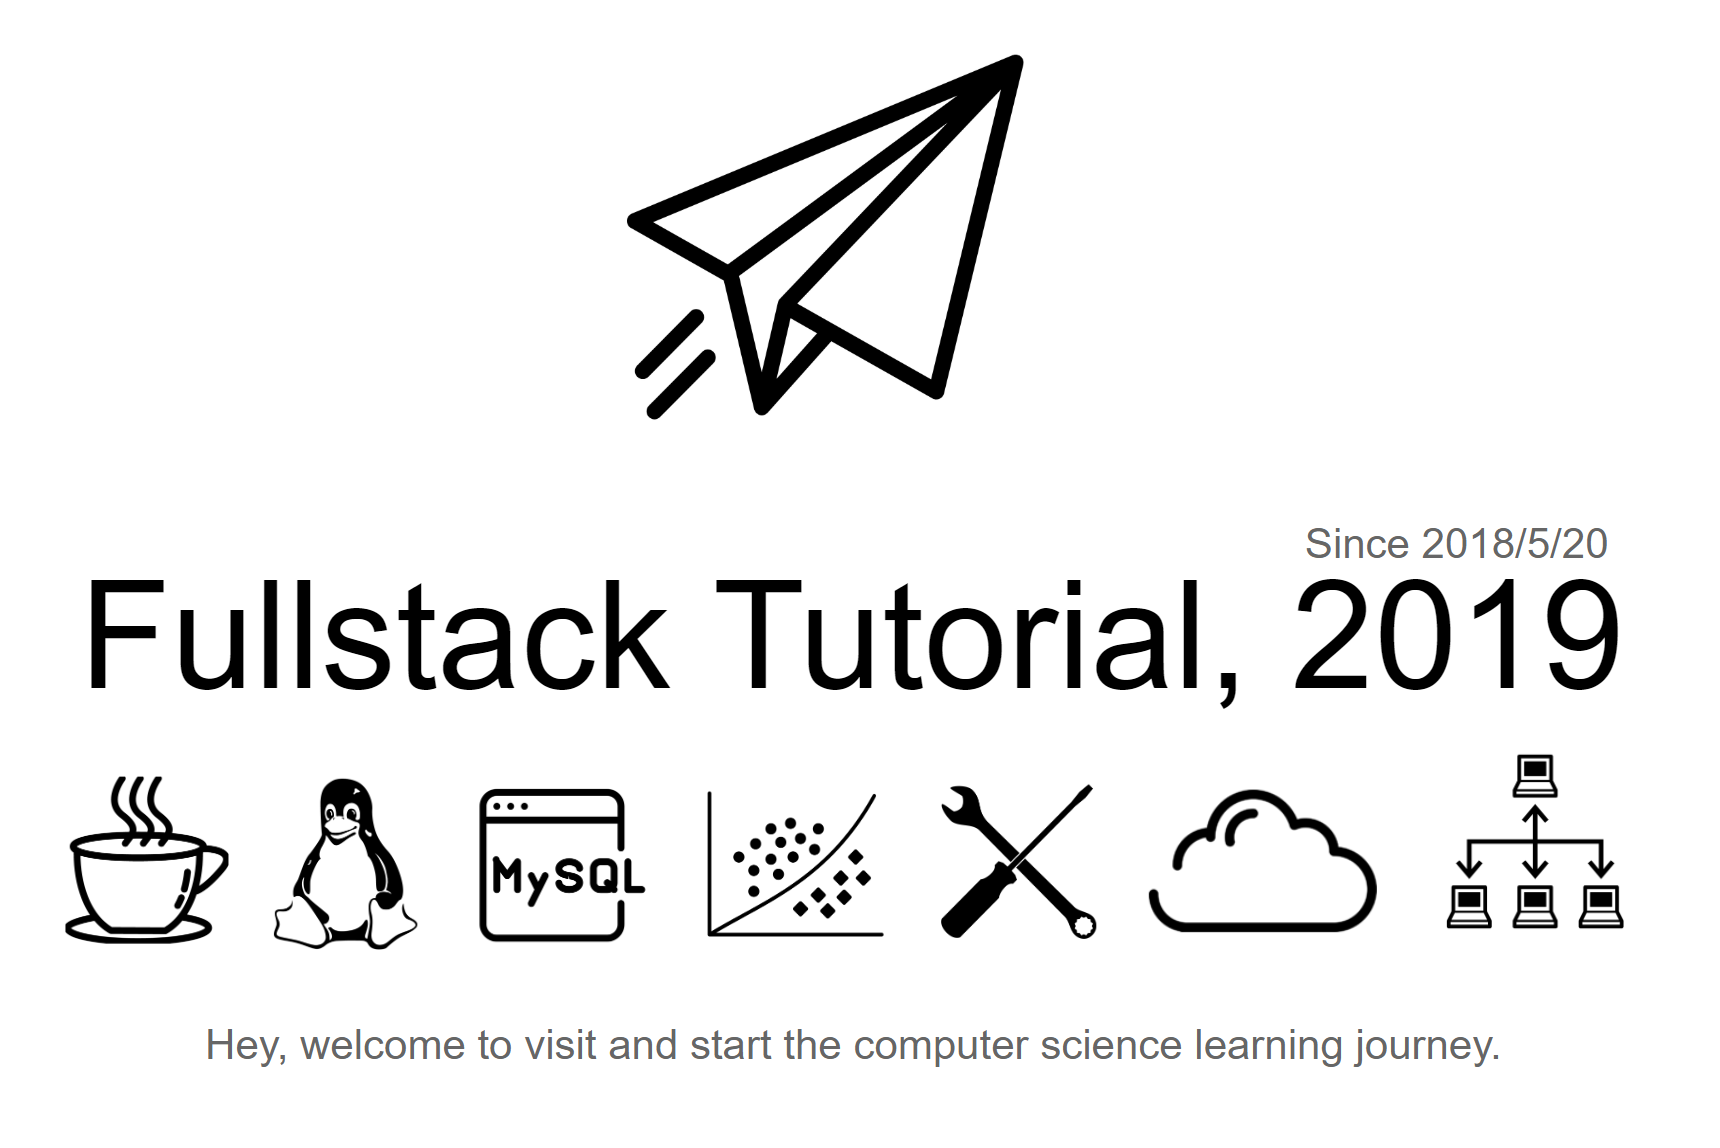 Since 2018/5/20
Fullstack Tutorial, 2019
MySQL
Hey, welcome to visit and start the computer science learning journey.